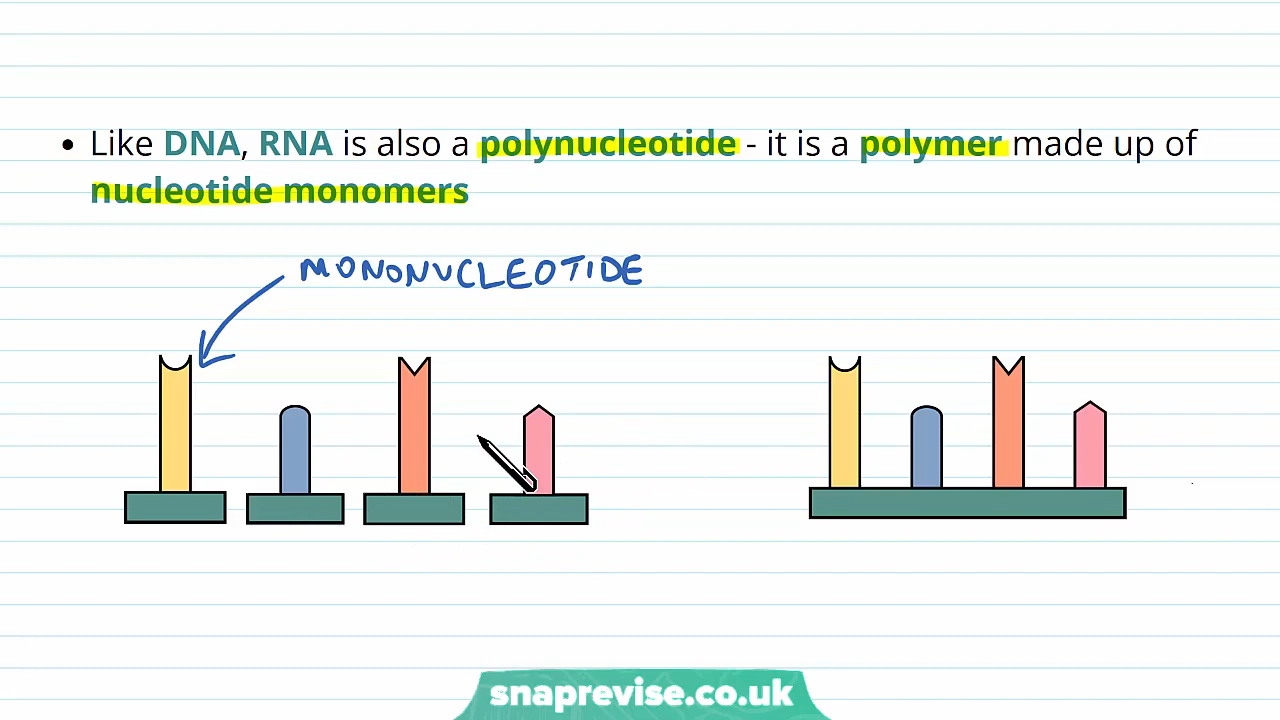 • Like DNA, RNA is also a polynucleotide - it is a polymer made up of
nucleotide monomers
MONONUCLEOTIDE
snaprevise.co.uk